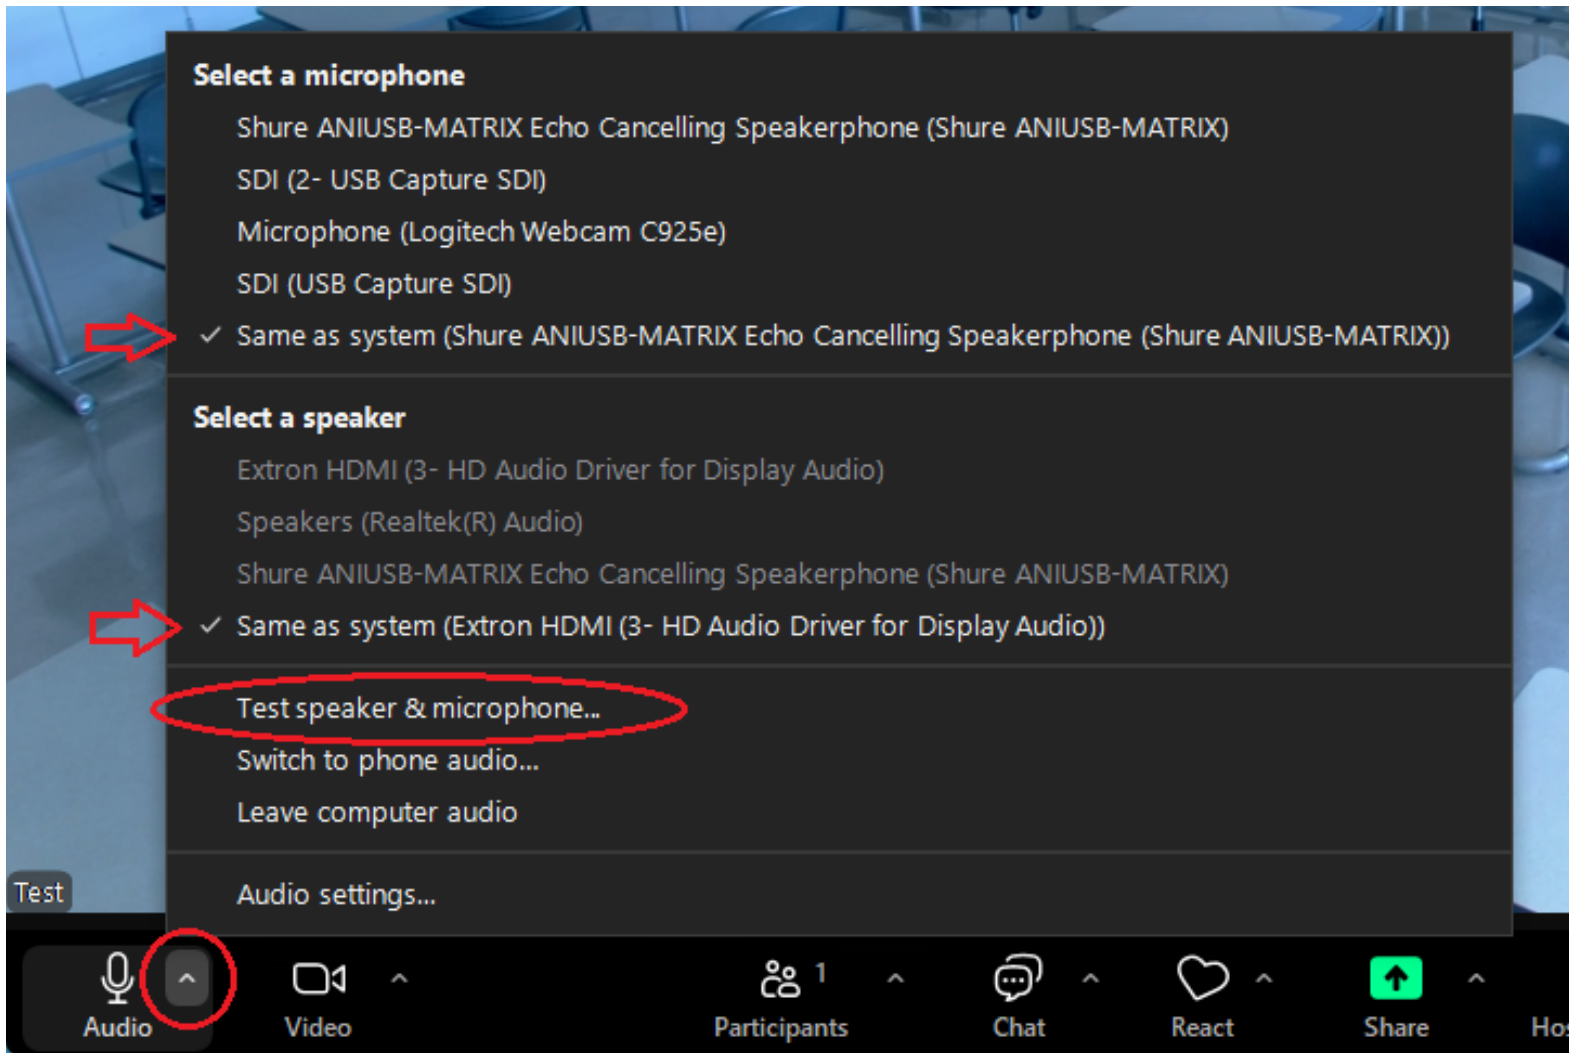 Select a microphone
Shure ANIUSB-MATRIX Echo Cancelling Speakerphone (Shure ANIUSB-MATRIX)
SDI (2- USB Capture SDI)
Microphone (Logitech Webcam C925e)
SDI (USB Capture SDI)
Same as system (Shure ANIUSB-MATRIX Echo Cancelling Speakerphone (Shure ANIUSB-MATRIX))
Select a speaker
Extron HDMI (3- HD Audio Driver for Display Audio)
Speakers (Realtek(R) Audio)
Shure ANIUSB-MATRIX Echo Cancelling Speakerphone (Shure ANIUSB-MATRIX)
Same as system (Extron HDMI (3- HD Audio Driver for Display Audio))
Test speaker & microphone...
Switch to phone audio...
Leave computer audio
Audio settings...
Test
1
Audio Video Participants Chat React Share